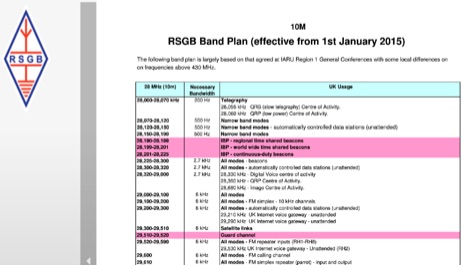 RSGB
10M
RSGB Band Plan (effective from 1st January 2015)
The following band plan is largely based on that agreed at IARU Region 1 General Conferences with some local differences on
frequencies above 430 MHz.
28 MHz (10m) Necessary Bandwidth UK Usage
28,000-28,070 kHz 200 Hz Telegraphy
28,055 kHz - QRS (slow telegraphy) Centre of Activity.
28,060 kHz - QRP (low power) Centre of Activity.
28,070-28,120 500 Hz Narrow band modes
28,120-28,150 500 Hz Narrow band modes - automatically controlled data stations (unattended)
28,150-28,190 500 Hz Narrow band modes
28,190-28,199 IBP - regional time shared beacons
28,199-28,201 IBP - world wide time shared beacons
28,201-28,225 IBP - continuous-duty beacons
28,225-28,300 2.7 kHz All modes - beacons
28,300-28,320 2.7 kHz All modes - automatically controlled data stations (unattended)
28,320-29,000 2.7 kHz All modes
28,330 kHz - Digital Voice centre of activity
28,360 kHz - QRP Centre of Activity.
28,680 kHz - Image Centre of Activity.
29,000-29,100 6 kHz All modes
29,100-29,200 6 kHz All modes - FM simplex - 10 kHz channels
29,200-29,300 6 kHz All modes - automatically controlled data stations (unattended)
29,210 kHz UK Internet voice gateway - unattended
29,290 kHz UK Internet voice gateway - unattended
29,300-29,510 6 kHz Satellite links
29,510-29,520 Guard channel
29,520-29,590 6 kHz All modes - FM repeater inputs (RH1-RH8)
29,530 kHz UK Internet voice gateway - Unattended (RH2)
29,600 6 kHz All modes - FM calling channel
29,610 6 kHz All modes - FM simplex repeater (parrot) - input and output